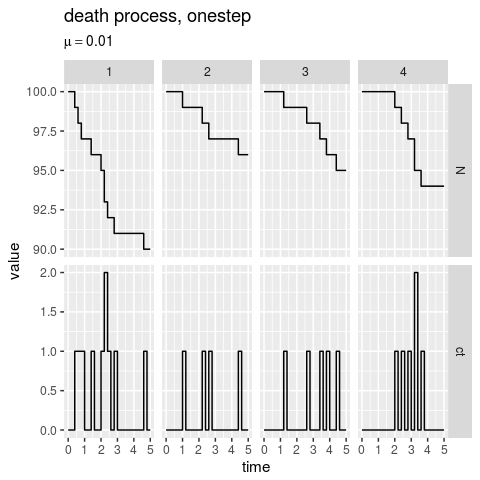 death process, onestep
μ = 0.01
1 2 3 4
100.0
97.5
95.0
92.5
90.0
N
2.0
1.5
1.0
0.5
0.0
ct
value
0 1 2 3 4 5 0 1 2 3 4 5 0 1 2 3 4 5 0 1 2 3 4 5
time